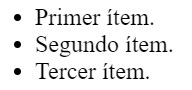 • Primer ítem.
• Segundo ítem.
• Tercer ítem.